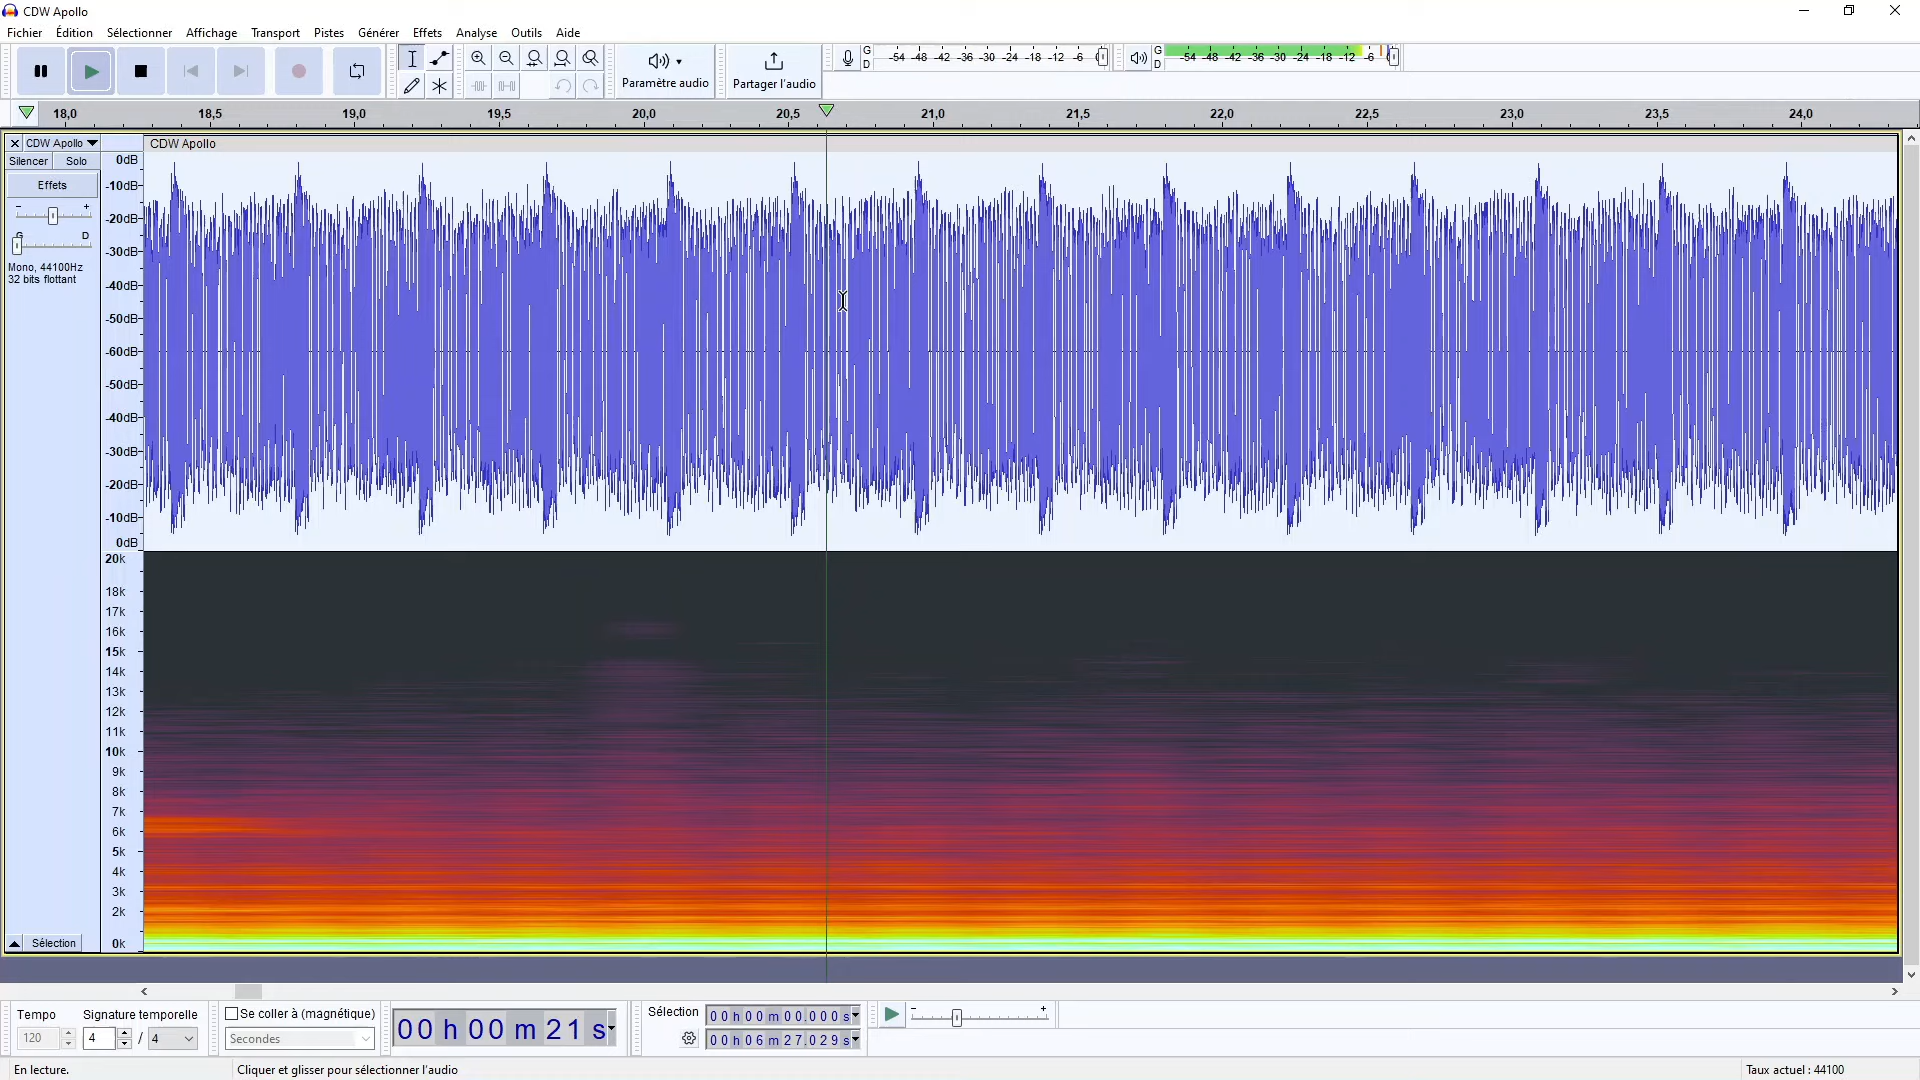 CDW Apollo
Fichier Édition Sélectionner Affichage Transport Pistes Générer Effets Analyse Outils Aide
Paramètre audio
Partager l'audio
G
D
-54 -48 -42 -36 -30 -24 -18 -12 -6
G
D
-54 -48 -42 -36 -30 -24 -18 -12 -6
18,0 18,5 19,0 19,5 20,0 20,5 21,0 21,5 22,0 22,5 23,0 23,5 24,0
CDW Apollo
CDW Apollo
Silencer Solo
Effets
- +
G D
Mono, 44100Hz
32 bits flottant
0dB
-10dB
-20dB
-30dB
-40dB
-50dB
-60dB
-50dB
-40dB
-30dB
-20dB
-10dB
0dB
20k
18k
17k
16k
15k
14k
13k
12k
11k
10k
9k
8k
7k
6k
5k
4k
3k
2k
0k
Sélection
Tempo
120
Signature temporelle
4 / 4
Se coller à (magnétique)
Secondes
00 h 00 m 21 s
Sélection
00 h 00 m 00.000 s
00 h 06 m 27.029 s
- +
En lecture.
Cliquer et glisser pour sélectionner l'audio
Taux actuel : 44100